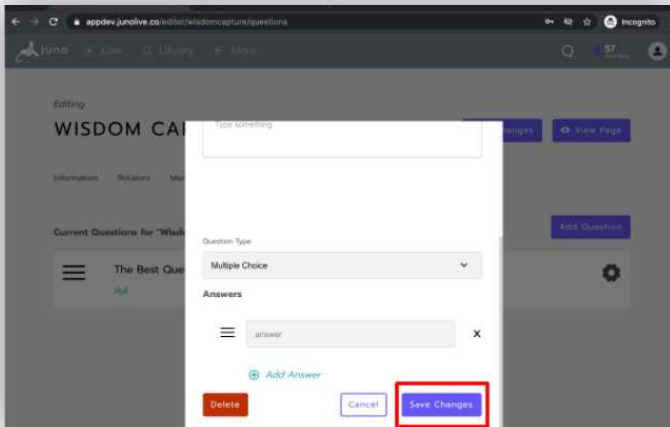 appdev.junolive.co/editor/wisdomcapture/questions
Incognito
juno
Live
Library
More
57
Editing
WISDOM CA
Type something
View Page
Information
Rotators
Current Questions for "Wisd
Question Type
Add Question
Multiple Choice
The Best Que
Answers
answer
x
Add Answer
Delete
Cancel
Save Changes